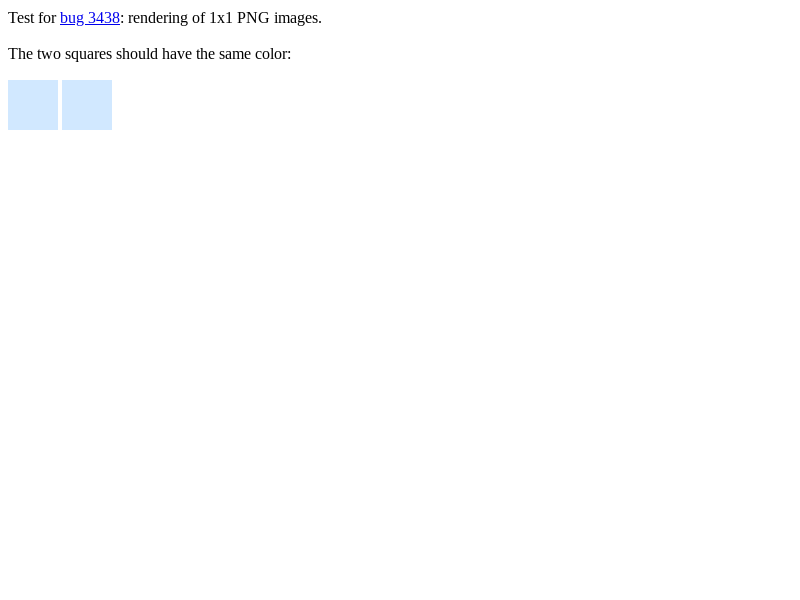 Test for bug 3438: rendering of 1x1 PNG images.
The two squares should have the same color: